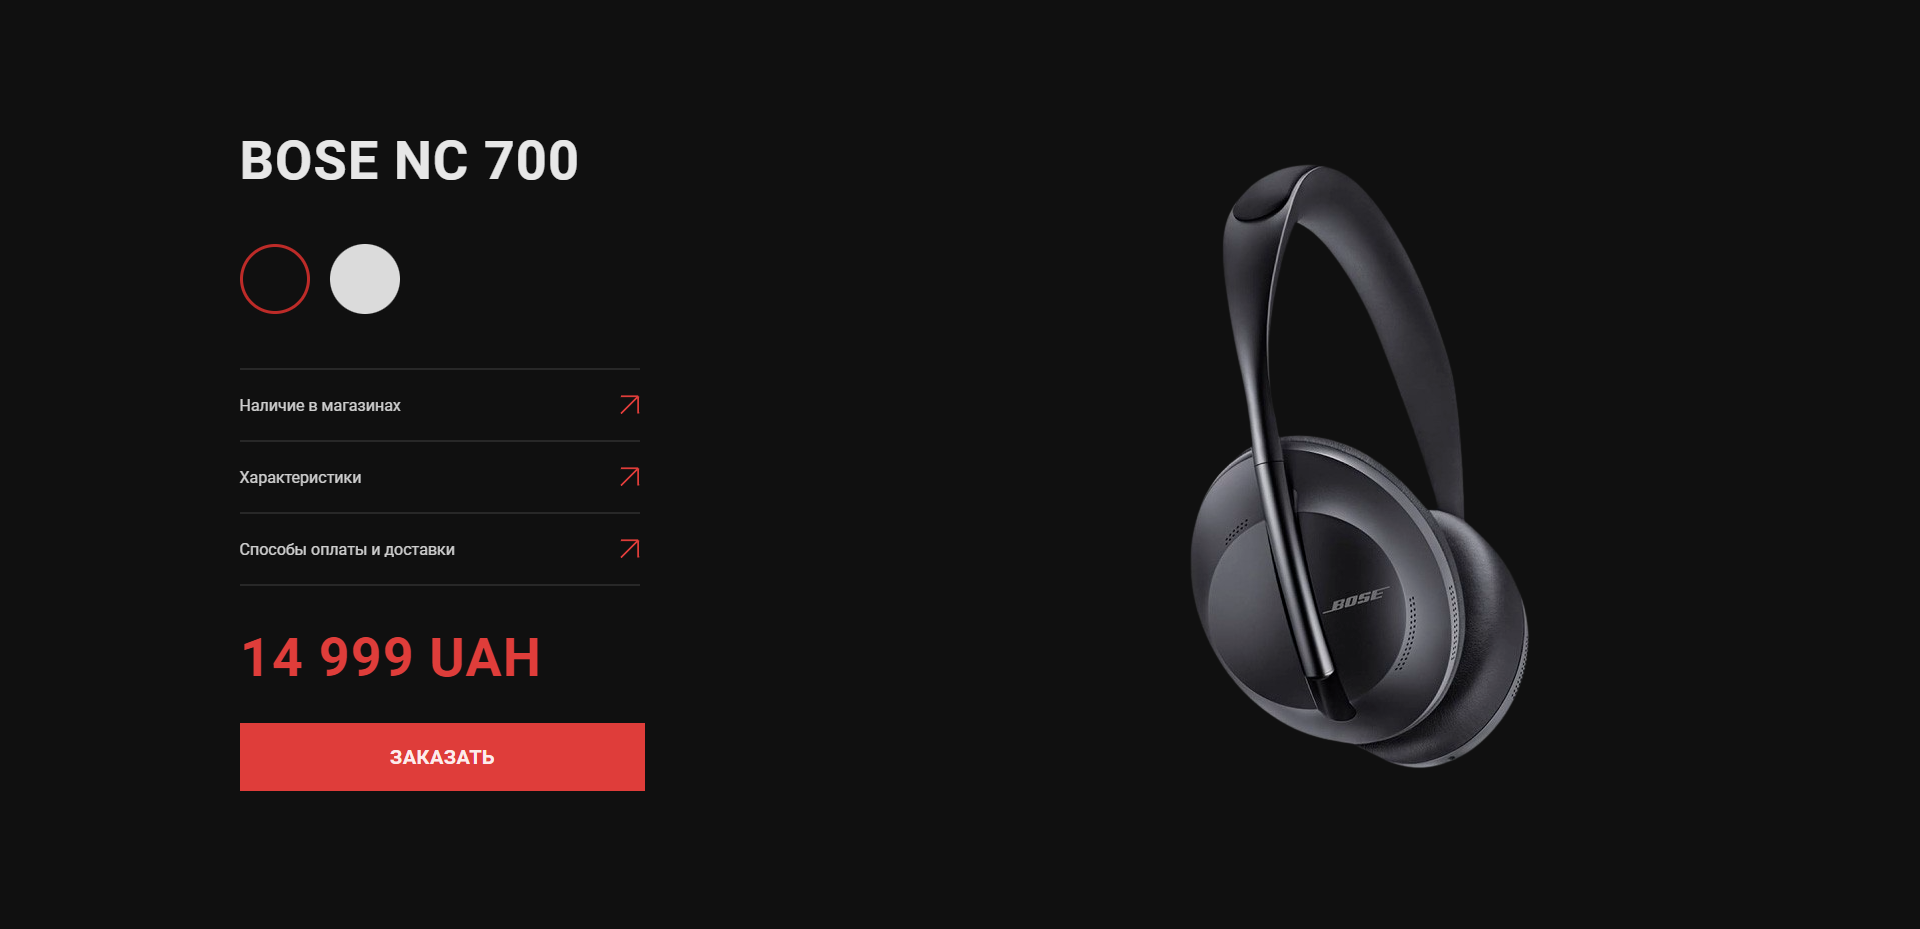 BOSE NC 700
Наличие в магазинах
Характеристики
Способы оплаты и доставки
14 999 UAH
ЗАКАЗАТЬ
BOSE